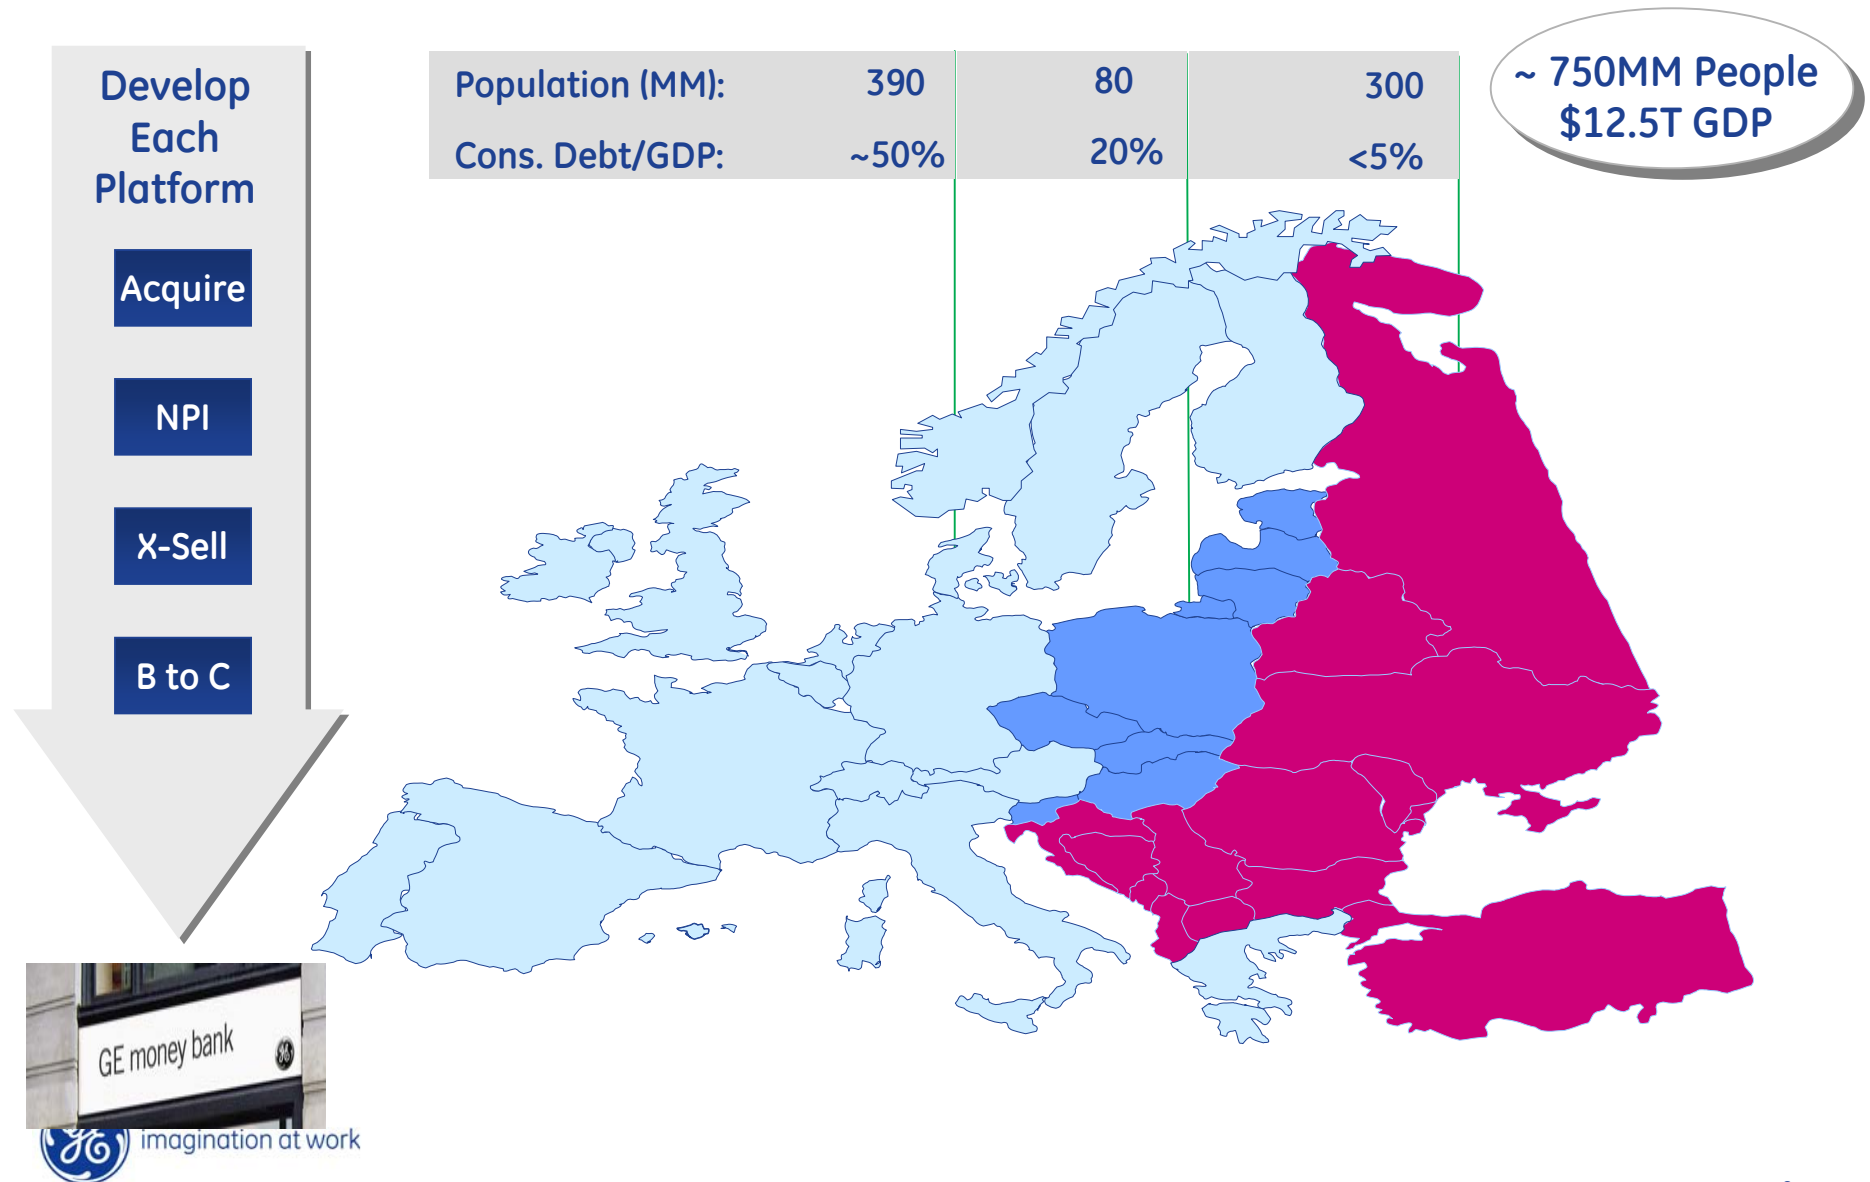 Develop
Each
Platform
Acquire
NPI
X-Sell
B to C
Population (MM): 390 80 300
Cons. Debt/GDP: ~50% 20% <5%
~ 750MM People
$12.5T GDP
GE money bank
imagination at work